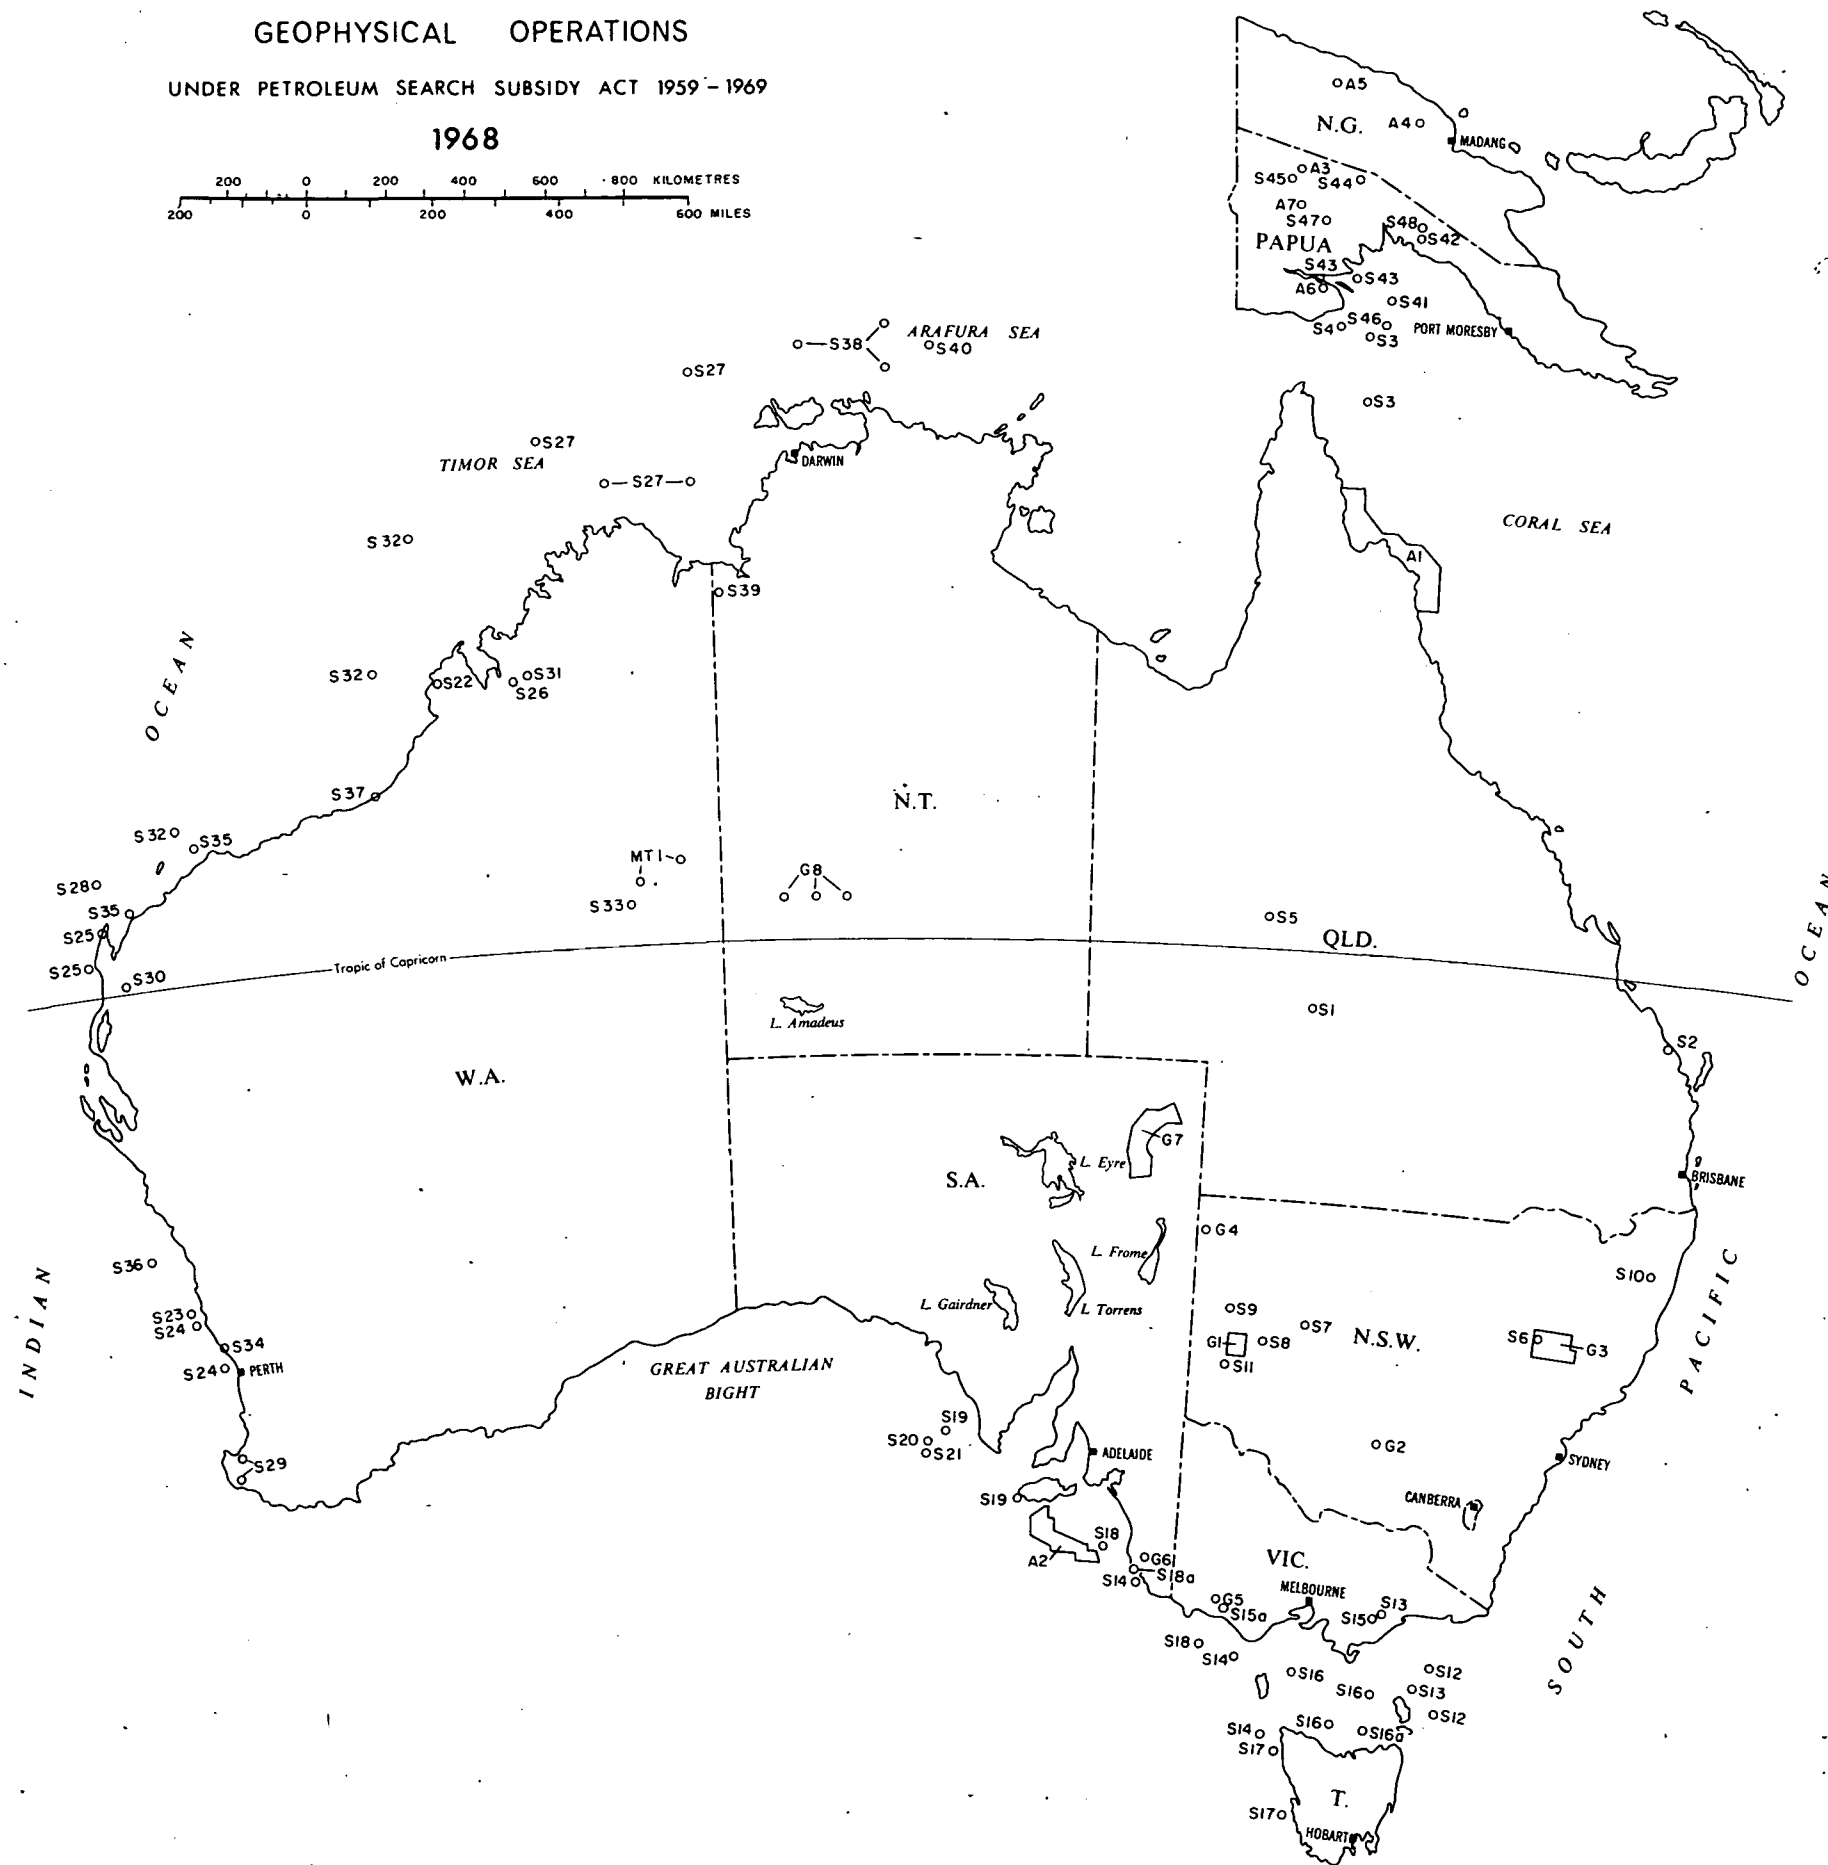 GEOPHYSICAL OPERATIONS
UNDER PETROLEUM SEARCH SUBSIDY ACT 1959-1969
1968
200 0 200 400 600 800 KILOMETRES
200 0 200 400 600 MILES
A5
N.G.
A4
MADANG
A3
S45
S44
A7
S47
S48
S42
PAPUA
S43
S43
A6
S41
S46
S4
S3
PORT MORESBY
ARAFURA SEA
S38
S40
S27
S3
S27
TIMOR SEA
DARWIN
S27
CORAL SEA
S32
A1
S39
OCEAN
S32
S22
S31
S26
S37
N.T.
S32
S35
MT1
G8
S28
S33
S35
S5
OCEAN
S25
QLD.
Tropic of Capricorn
S25
S30
L. Amadeus
S1
S2
W.A.
G7
L. Eyre
S.A.
BRISBANE
G4
L. Frome
S36
S10
PACIFIC
INDIAN
L. Gairdner
L. Torrens
S9
S23
S24
S7
N.S.W.
S34
G1
S8
S6
G3
S24
PERTH
S11
GREAT AUSTRALIAN
BIGHT
S19
S20
S21
ADELAIDE
G2
SYDNEY
S29
S19
CANBERRA
S18
A2
G6
VIC.
S18a
S14
MELBOURNE
G5
S15a
S13
S15
SOUTH
S18
S14
S16
S12
S16
S13
S12
S14
S16
S16a
S17
T.
S17
HOBART